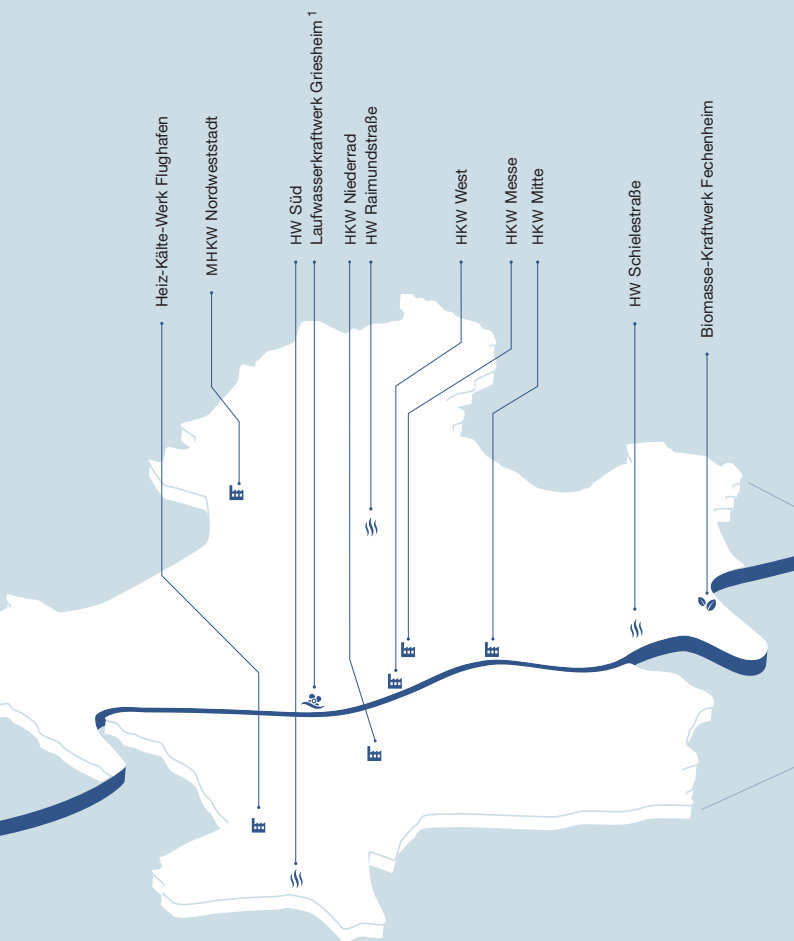 Heiz-Kälte-Werk Flughafen
MHKW Nordweststadt
HW Süd
Laufwasserkraftwerk Griesheim ¹
HKW Niederrad
HW Raimundstraße
HKW West
HKW Messe
HKW Mitte
HW Schielestraße
Biomasse-Kraftwerk Fechenheim